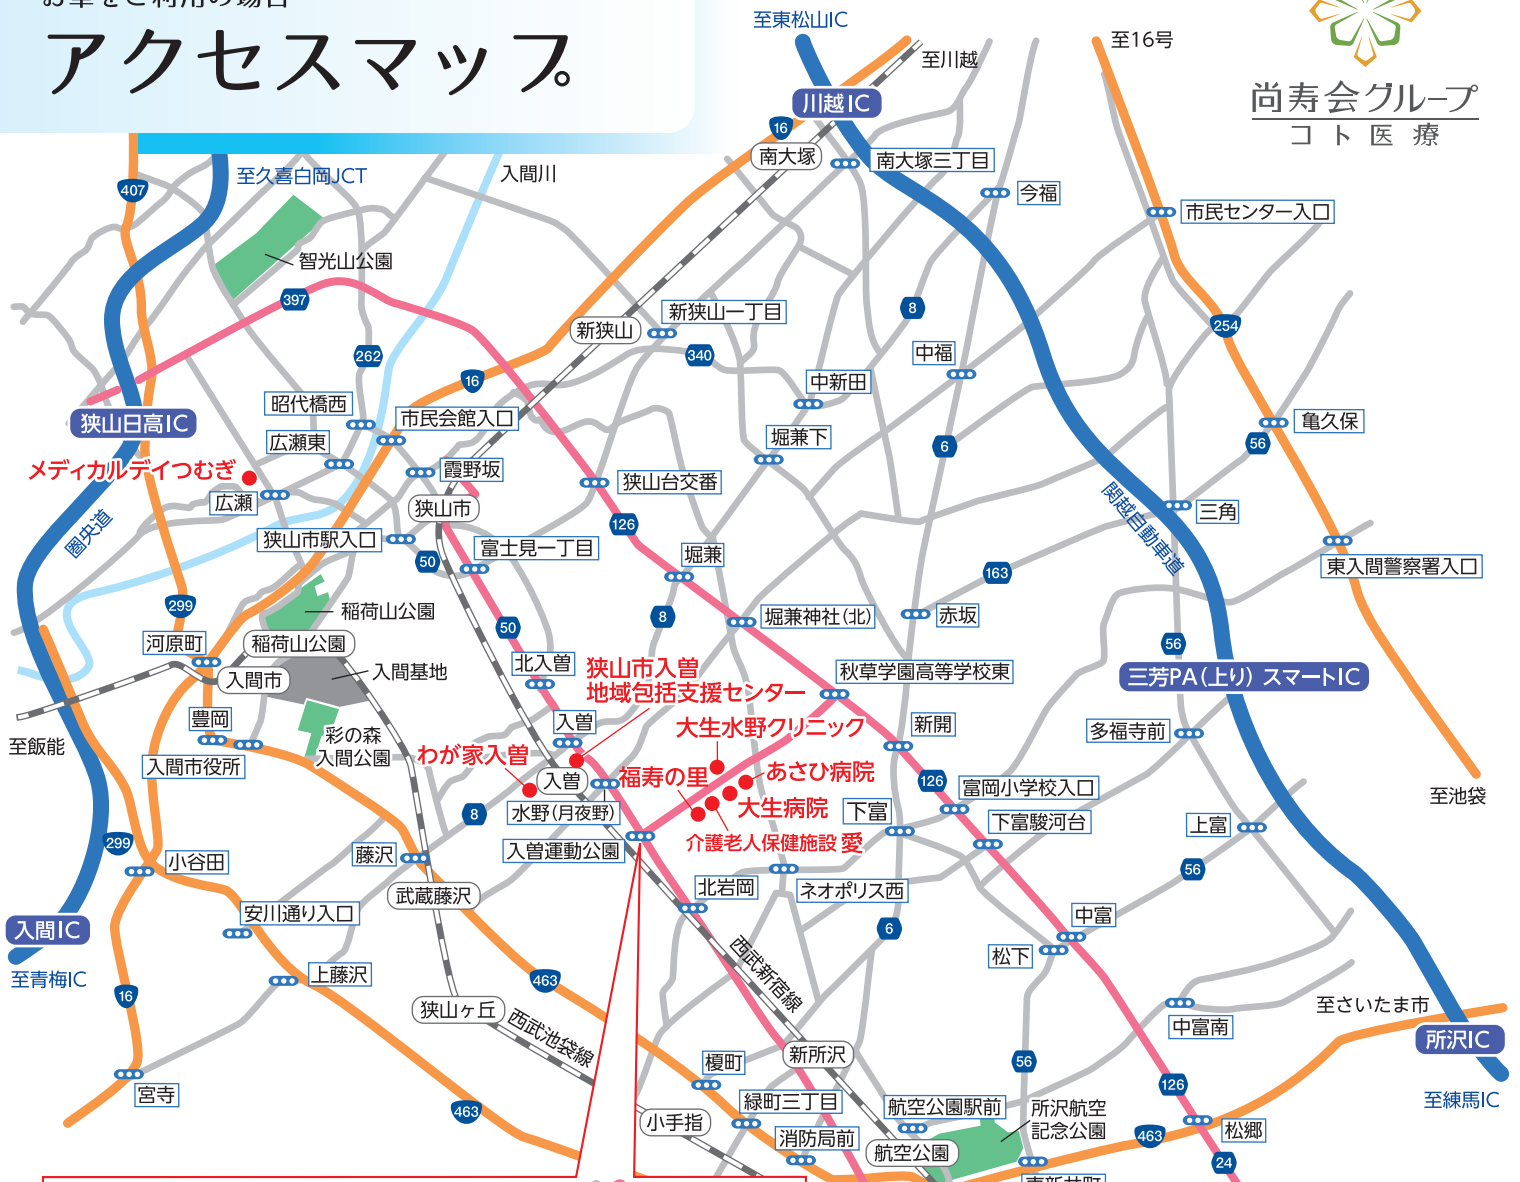 お車をご利用の場合
アクセスマップ
尚寿会グループ
コト医療
至東松山IC
至川越
至16号
川越IC
16
南大塚
南大塚三丁目
今福
市民センター入口
407
至久喜白岡JCT
入間川
智光山公園
397
新狭山
新狭山一丁目
8
254
262
340
中福
16
中新田
昭代橋西
市民会館入口
亀久保
狭山日高IC
広瀬東
堀兼下
6
56
メディカルデイつむぎ
霞野坂
狭山台交番
広瀬
狭山市
三角
関越自動車道
圏央道
126
狭山市駅入口
富士見一丁目
50
堀兼
東入間警察署入口
163
299
稲荷山公園
8
堀兼神社(北)
赤坂
50
河原町
稲荷山公園
56
北入曽
狭山市入曽
地域包括支援センター
秋草学園高等学校東
入間市
入間基地
三芳PA(上り) スマートIC
豊岡
入曽
大生水野クリニック
新開
多福寺前
至飯能
彩の森
入間公園
わが家入曽
入間市役所
入曽
福寿の里
あさひ病院
126
富岡小学校入口
至池袋
8
水野(月夜野)
大生病院
下富
下富駿河台
上富
299
小谷田
藤沢
入曽運動公園
介護老人保健施設 愛
56
武蔵藤沢
北岩岡
ネオポリス西
安川通り入口
中富
入間IC
6
松下
至青梅IC
上藤沢
463
西武新宿線
16
狭山ヶ丘
西武池袋線
至さいたま市
中富南
所沢IC
新所沢
榎町
56
宮寺
緑町三丁目
航空公園駅前
所沢航空
記念公園
126
至練馬IC
463
小手指
消防局前
航空公園
463
松郷
24